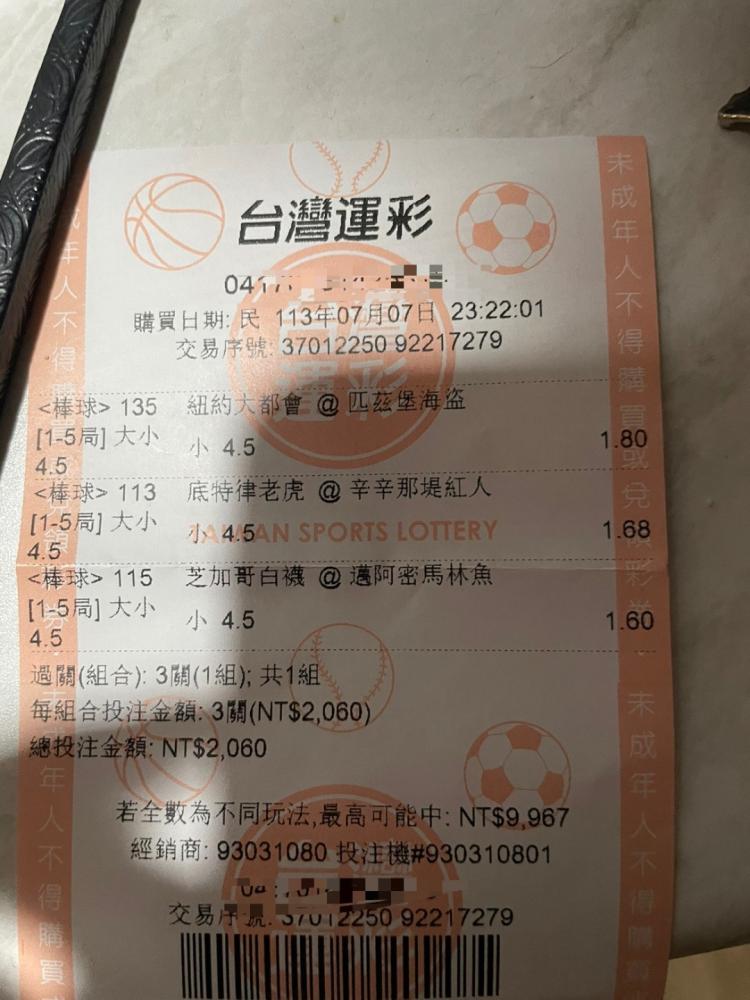 台灣運彩
購買日期: 民 113年07月07日 23:22:01
交易序號: 37012250 92217279
<棒球> 135 紐約大都會 @ 匹茲堡海盜
[1-5局] 大小 小 4.5 1.80
4.5
<棒球> 113 底特律老虎 @ 辛辛那堤紅人
[1-5局] 大小 小 4.5 1.68
4.5
TAIWAN SPORTS LOTTERY
<棒球> 115 芝加哥白襪 @ 邁阿密馬林魚
[1-5局] 大小 小 4.5 1.60
4.5
過關(組合): 3關(1組); 共1組
每組合投注金額: 3關(NT$2,060)
總投注金額: NT$2,060
若全數為不同玩法,最高可能中: NT$9,967
經銷商: 93031080 投注機#930310801
交易序號: 37012250 92217279
未成年人不得購買或兌領彩券
未成年人不得購買